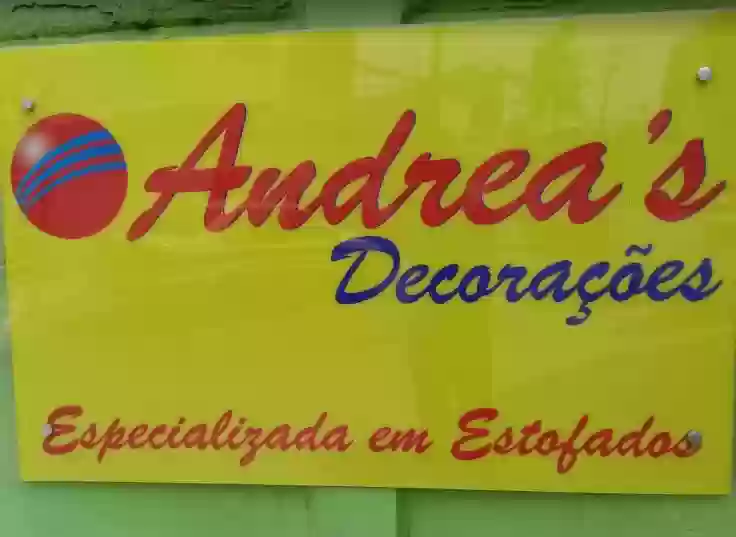 Andrea's
Decorações
Especializada em Estofados